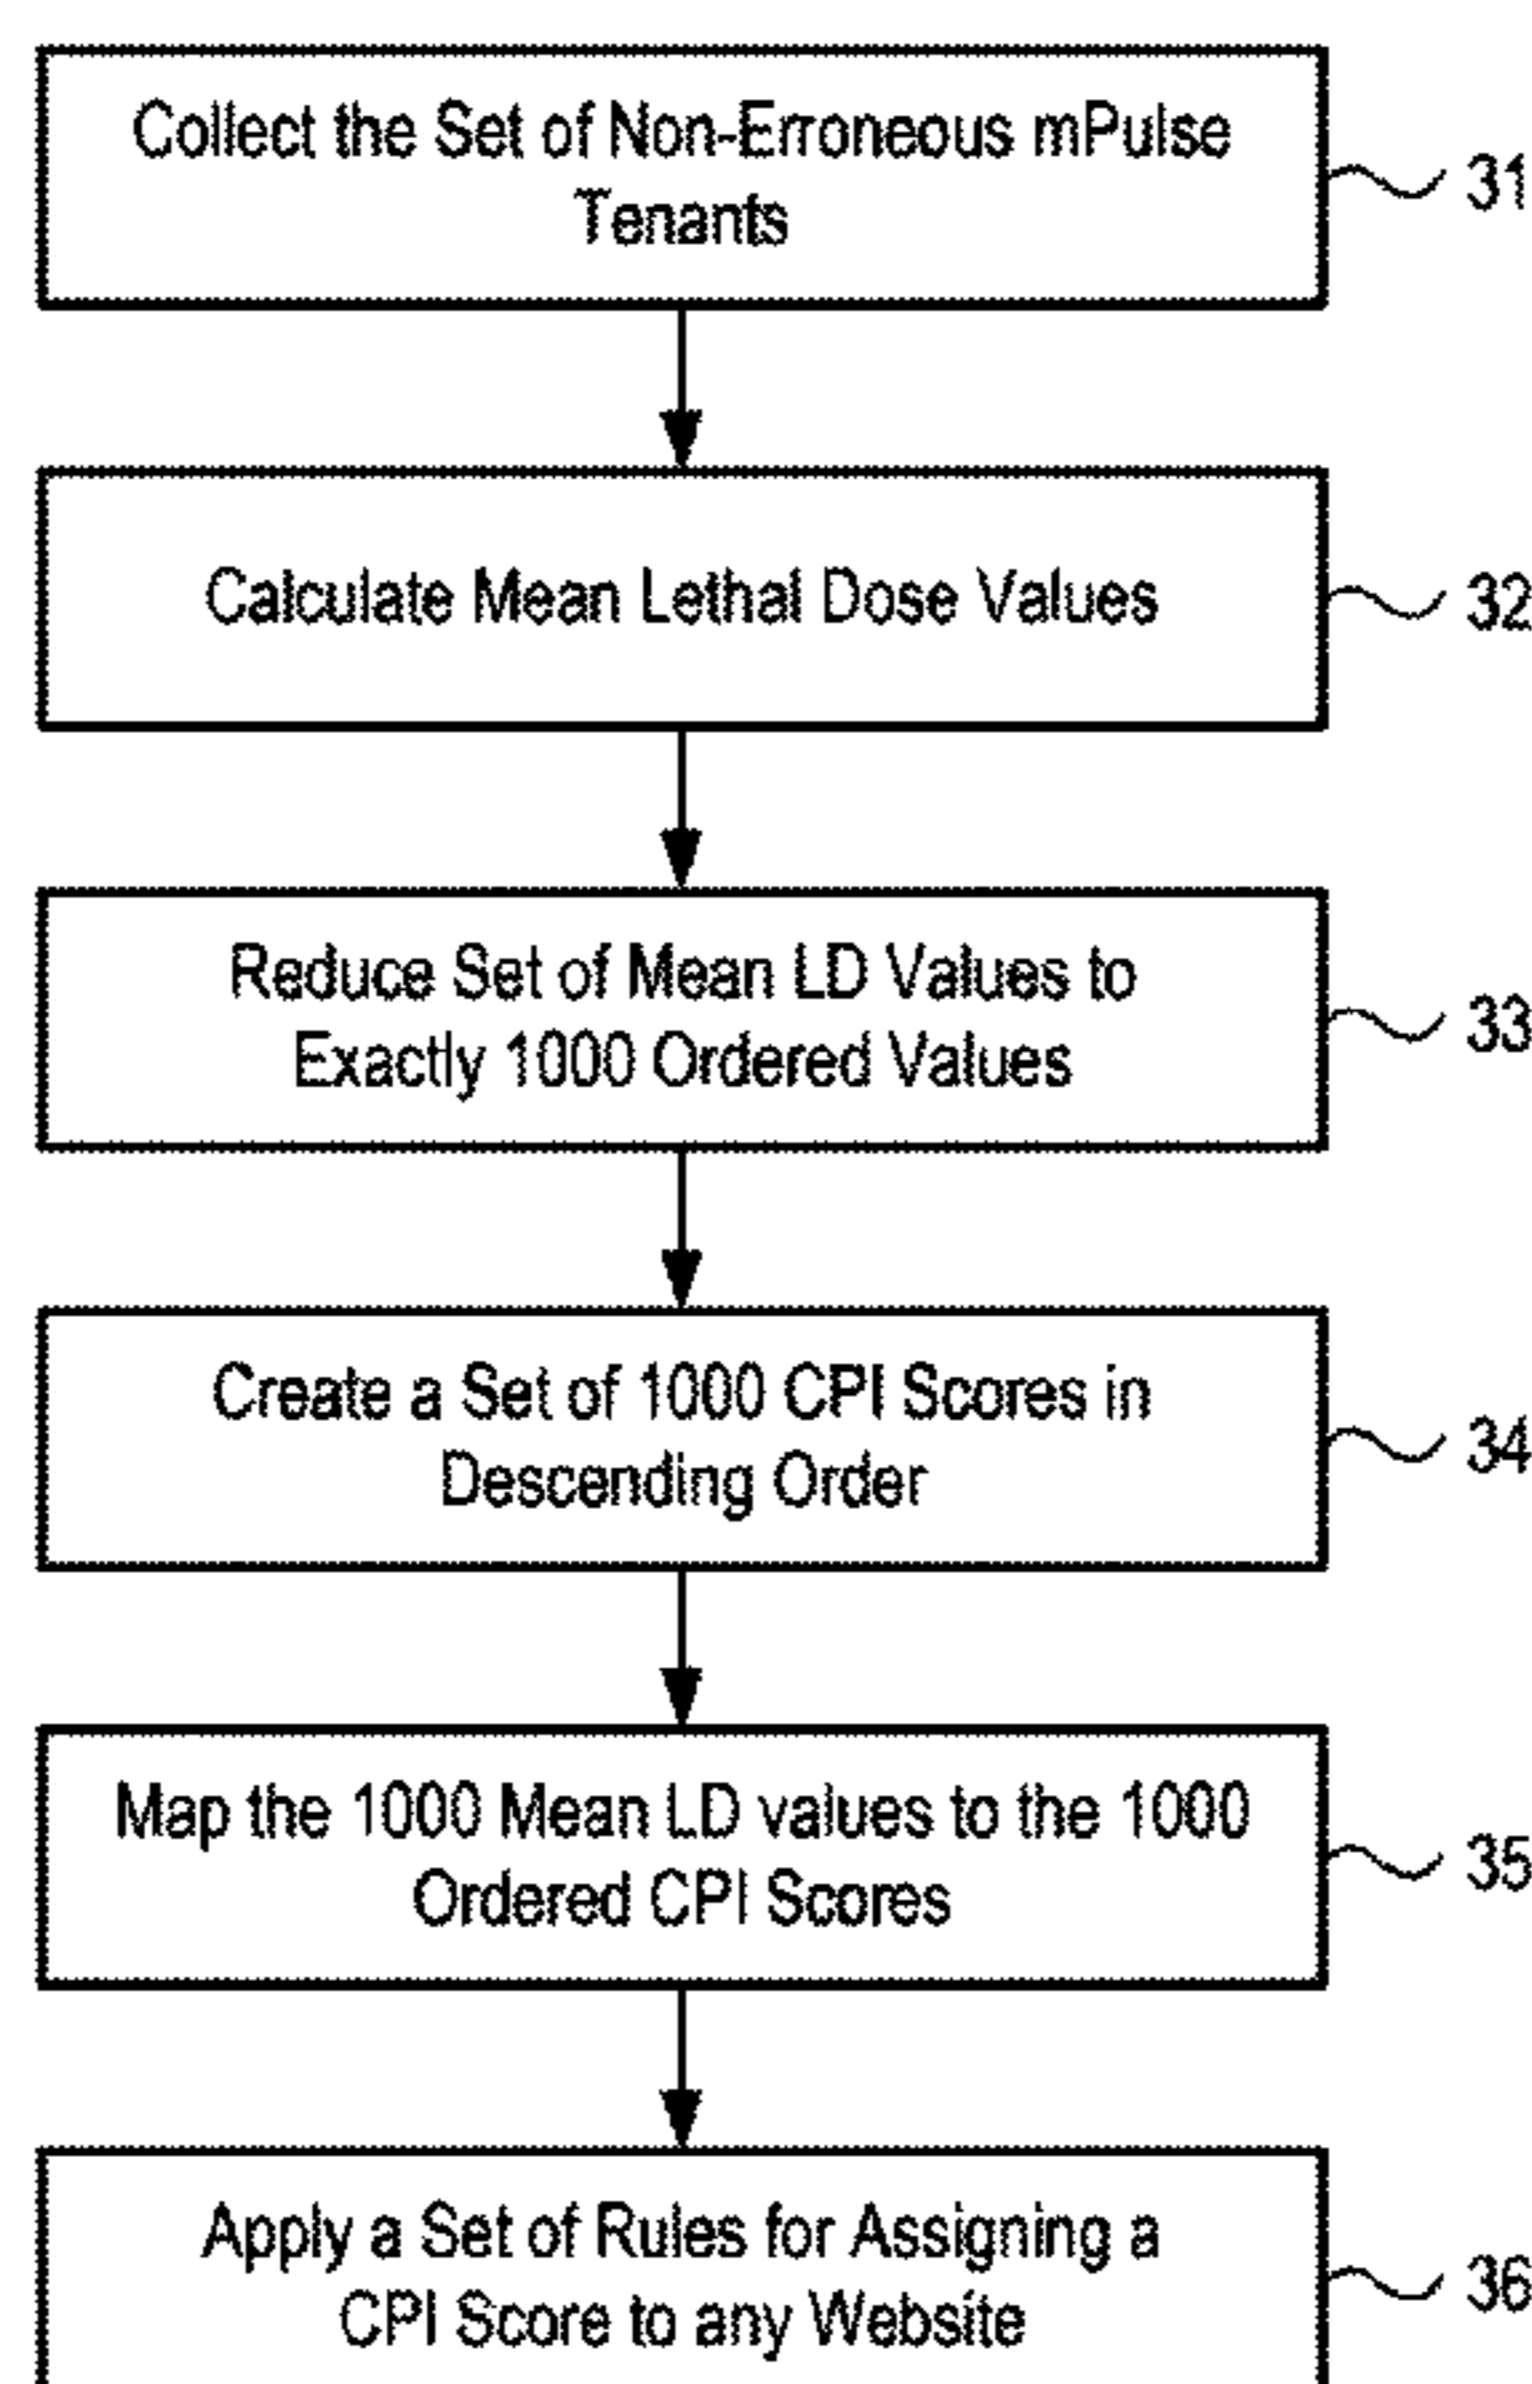 Collect the Set of Non-Erroneous mPulse
Tenants
31
Calculate Mean Lethal Dose Values
32
Reduce Set of Mean LD Values to
Exactly 1000 Ordered Values
33
Create a Set of 1000 CPI Scores in
Descending Order
34
Map the 1000 Mean LD values to the 1000
Ordered CPI Scores
35
Apply a Set of Rules for Assigning a
CPI Score to any Website
36